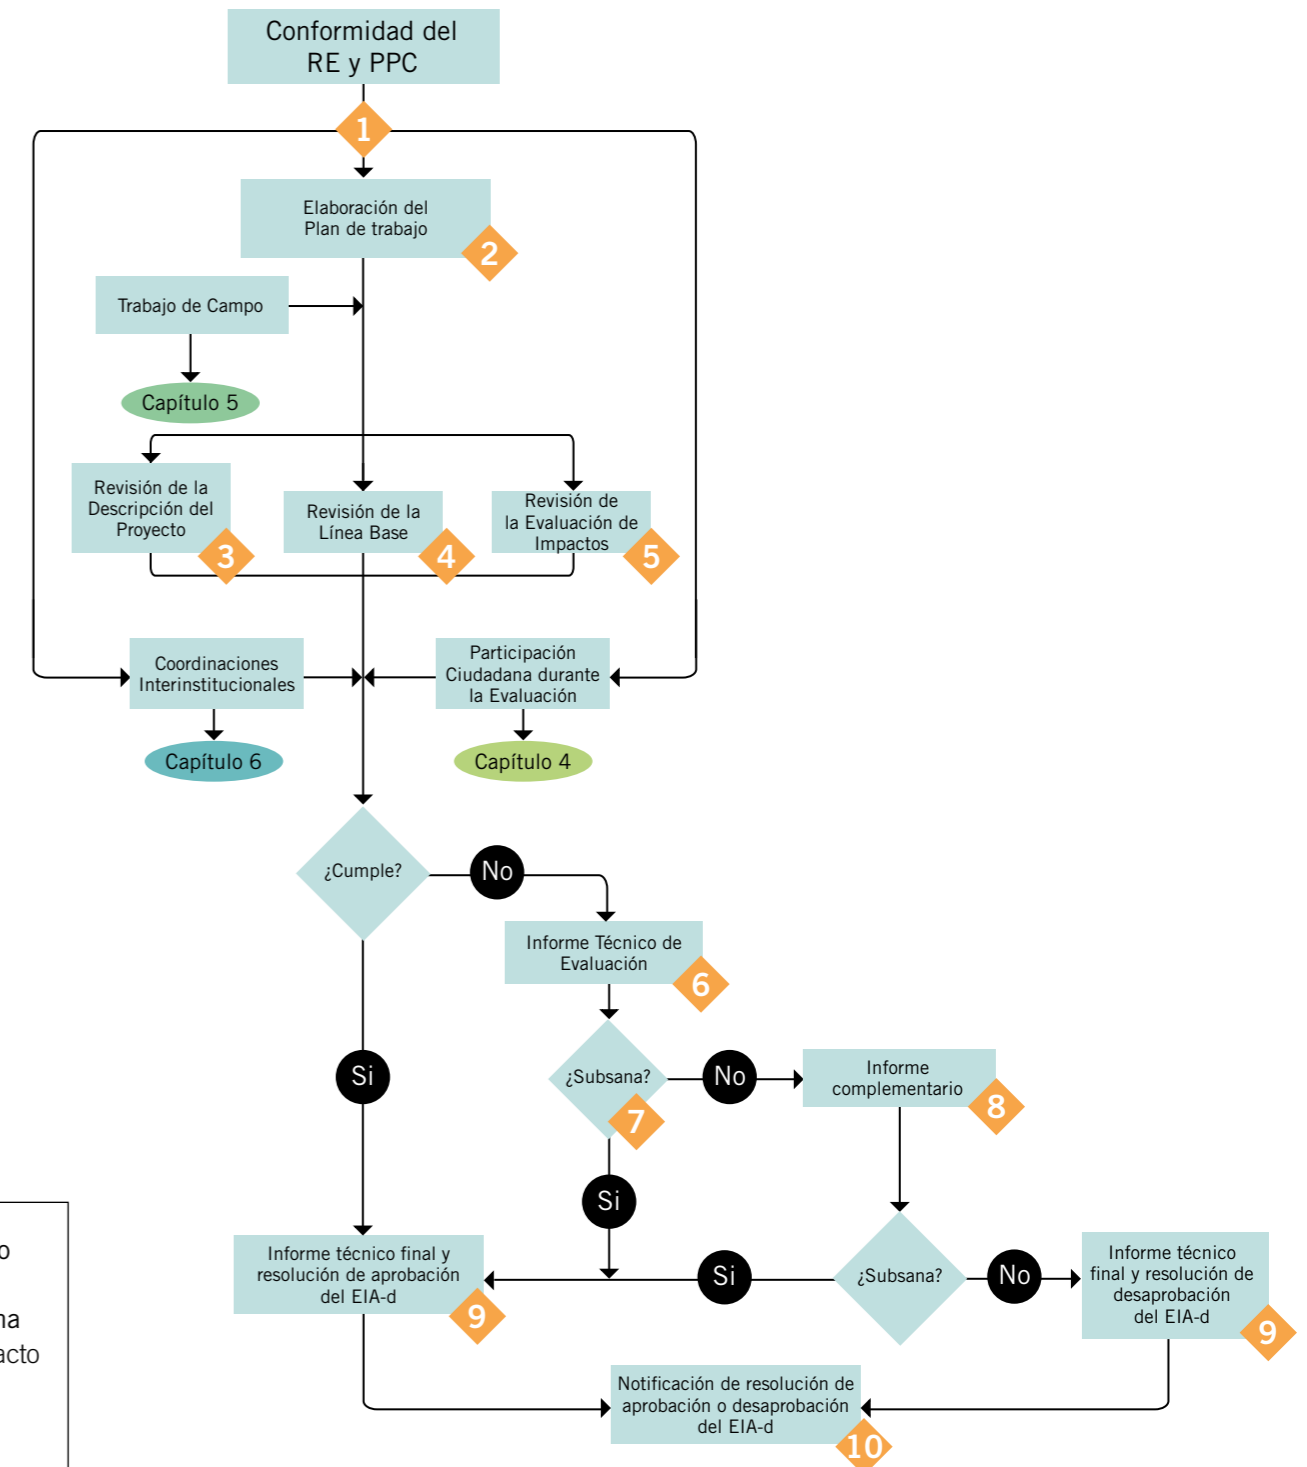 Conformidad del
RE y PPC
1
Elaboración del
Plan de trabajo
2
Trabajo de Campo
Capítulo 5
Revisión de la
Descripción del
Proyecto
3
Revisión de la
Línea Base
4
Revisión de
la Evaluación de
Impactos
5
Coordinaciones
Interinstitucionales
Participación
Ciudadana durante
la Evaluación
Capítulo 6
Capítulo 4
¿Cumple?
No
Informe Técnico de
Evaluación
6
Si
¿Subsana?
7
No
Informe
complementario
8
Si
Informe técnico final y
resolución de aprobación
del EIA-d
9
Si
¿Subsana?
No
Informe técnico
final y resolución de
desaprobación
del EIA-d
9
Notificación de resolución de
aprobación o desaprobación
del EIA-d
10